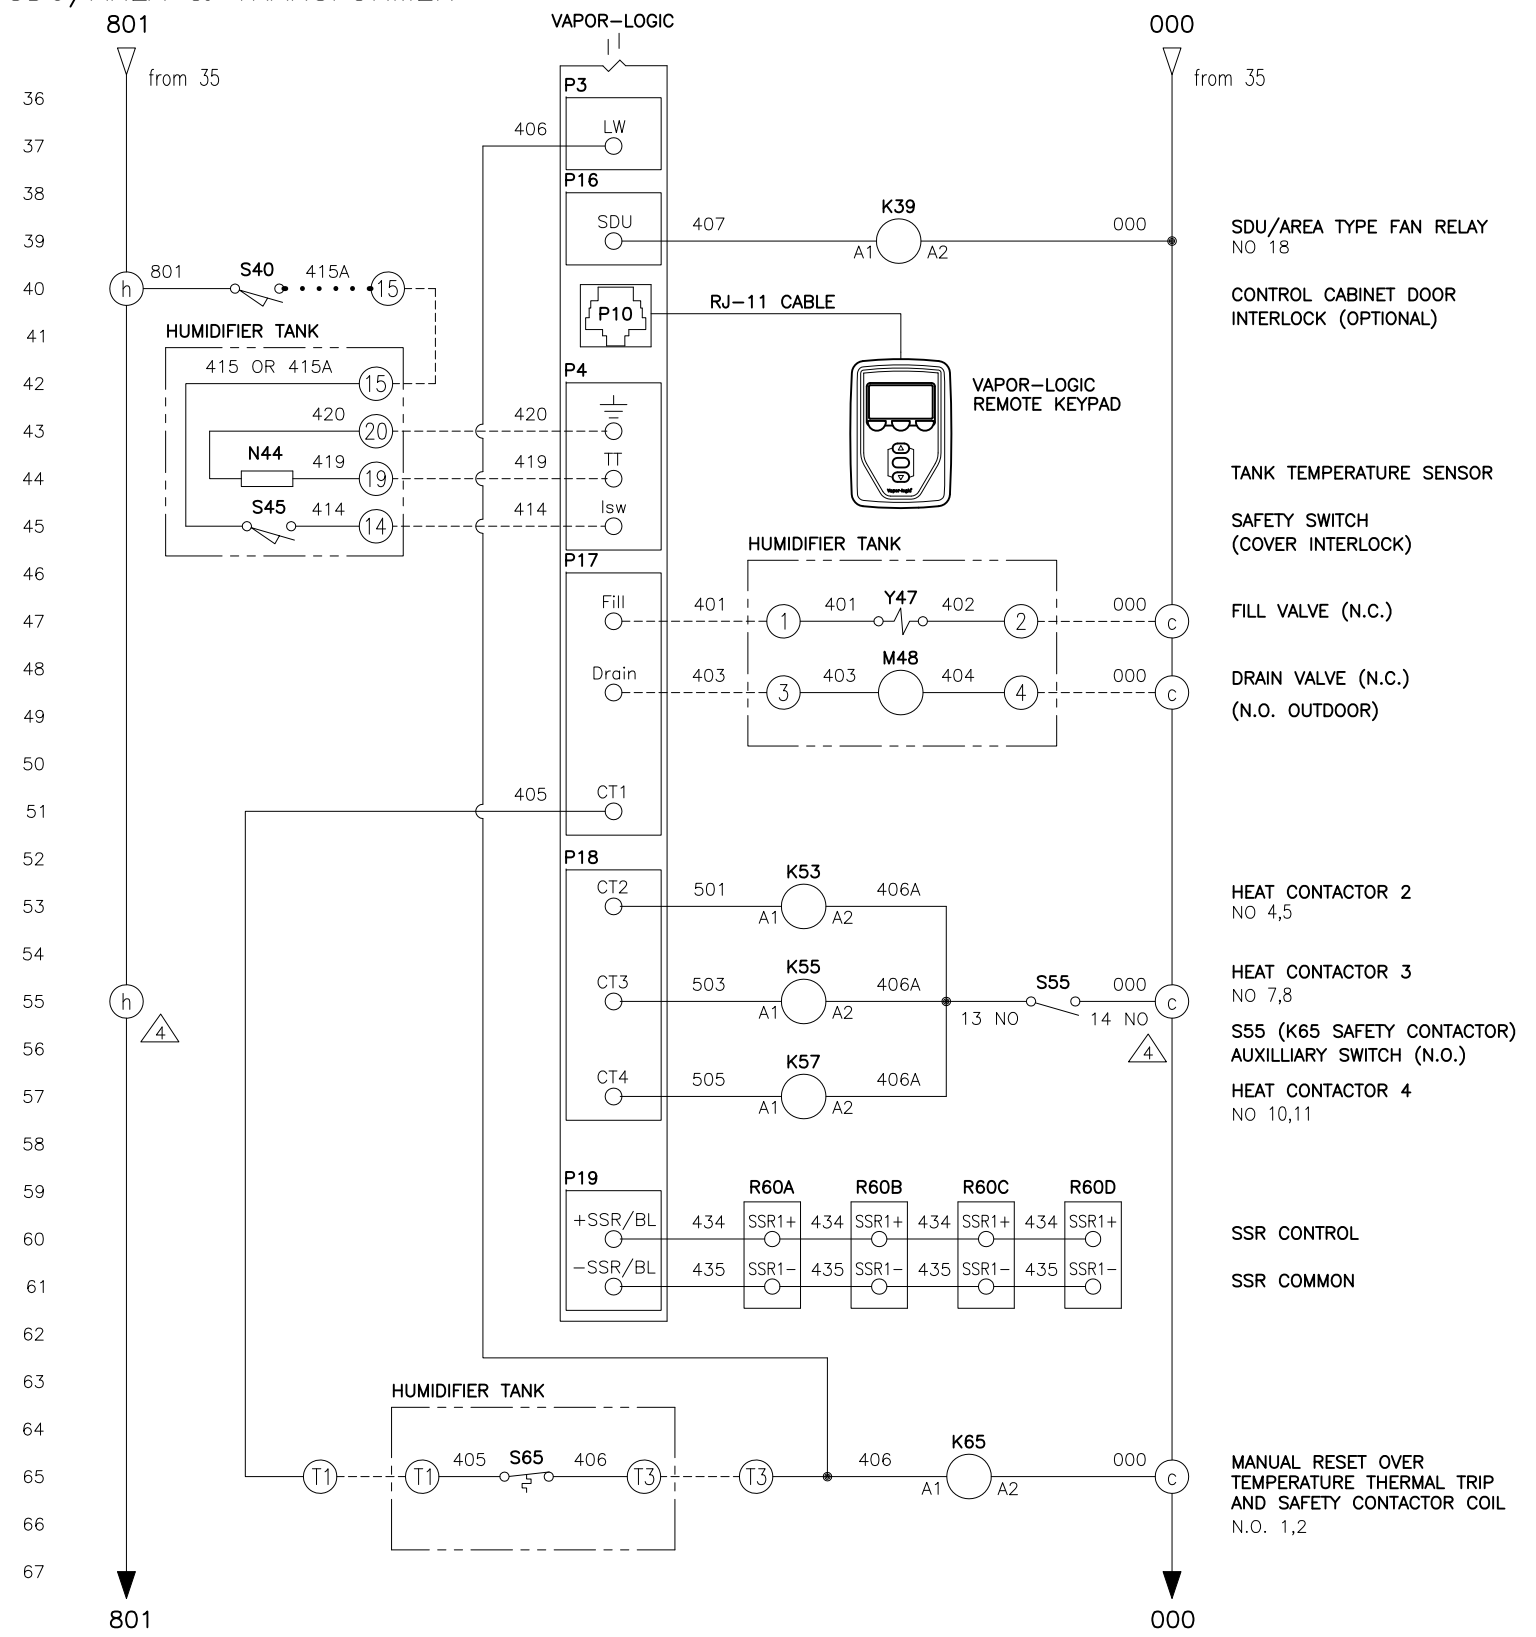 801
VAPOR-LOGIC
000
from 35
from 35
36
P3
LW
406
37
38
P16
SDU
407
K39
A1
A2
000
39
SDU/AREA TYPE FAN RELAY
NO 18
40
h
801
S40
415A
15
P10
RJ-11 CABLE
CONTROL CABINET DOOR
INTERLOCK (OPTIONAL)
41
HUMIDIFIER TANK
42
415 OR 415A
15
P4
VAPOR-LOGIC
REMOTE KEYPAD
43
420
20
420
44
N44
419
19
419
TT
Vapor-logic
TANK TEMPERATURE SENSOR
45
S45
414
14
414
Isw
SAFETY SWITCH
(COVER INTERLOCK)
46
P17
HUMIDIFIER TANK
47
Fill
401
1
401
Y47
402
2
000
c
FILL VALVE (N.C.)
48
Drain
403
3
403
M48
404
4
000
c
DRAIN VALVE (N.C.)
49
(N.O. OUTDOOR)
50
51
405
CT1
52
P18
53
CT2
501
K53
A1
A2
406A
HEAT CONTACTOR 2
NO 4,5
54
55
h
4
CT3
503
K55
A1
A2
406A
13 NO
S55
14 NO
000
c
4
HEAT CONTACTOR 3
NO 7,8
56
S55 (K65 SAFETY CONTACTOR)
AUXILLIARY SWITCH (N.O.)
57
CT4
505
K57
A1
A2
406A
HEAT CONTACTOR 4
NO 10,11
58
59
P19
R60A
R60B
R60C
R60D
60
+SSR/BL
434
SSR1+
434
SSR1+
434
SSR1+
434
SSR1+
SSR CONTROL
61
-SSR/BL
435
SSR1-
435
SSR1-
435
SSR1-
435
SSR1-
SSR COMMON
62
63
HUMIDIFIER TANK
64
65
T1
T1
405
S65
406
T3
T3
406
K65
A1
A2
000
c
MANUAL RESET OVER
TEMPERATURE THERMAL TRIP
AND SAFETY CONTACTOR COIL
66
N.O. 1,2
67
801
000